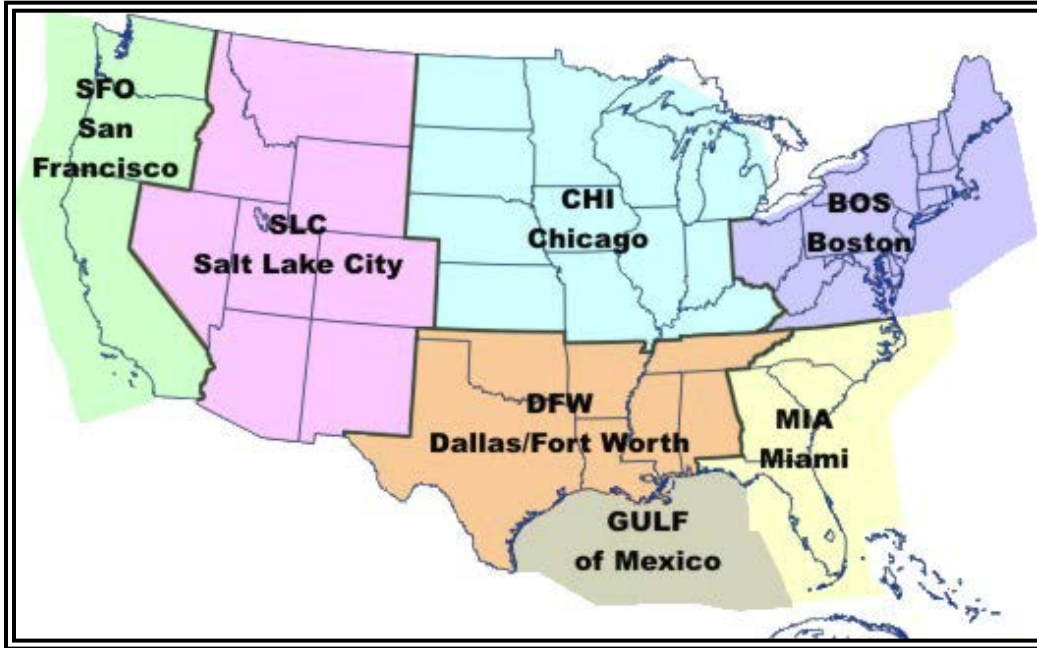 SFO
San
Francisco
SLC
Salt Lake City
CHI
Chicago
BOS
Boston
DFW
Dallas/Fort Worth
MIA
Miami
GULF
of Mexico